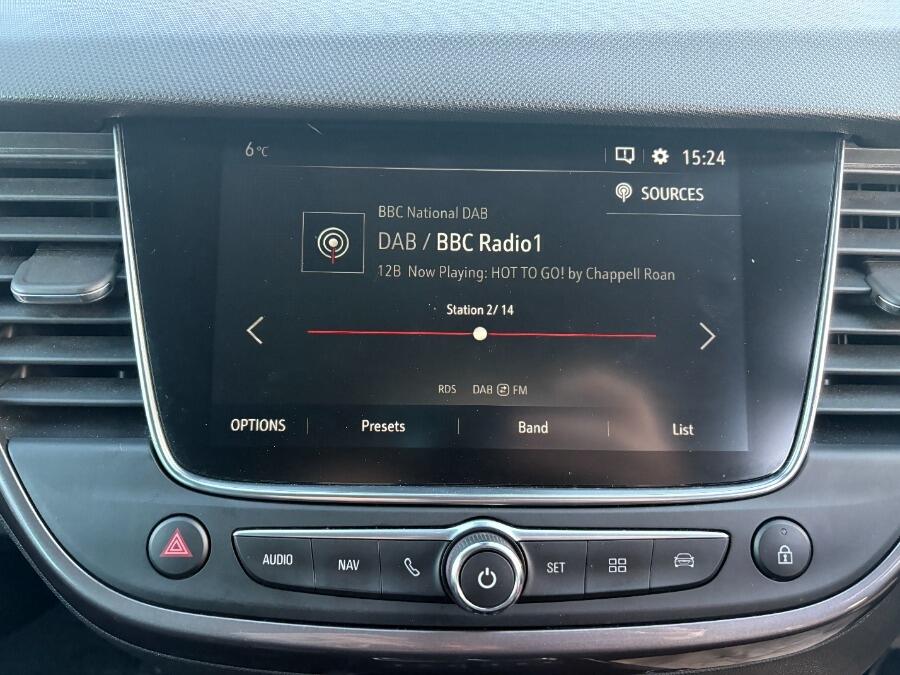 6°C
15:24
SOURCES
BBC National DAB
DAB / BBC Radio1
12B Now Playing: HOT TO GO! by Chappell Roan
Station 2/ 14
RDS DAB FM
OPTIONS Presets Band List
AUDIO NAV SET